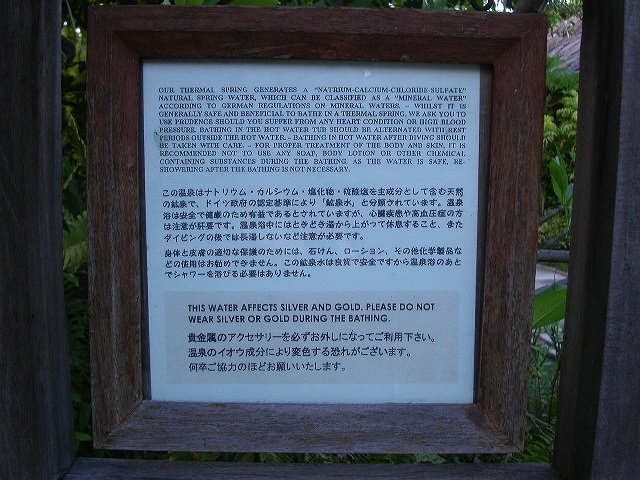 OUR THERMAL SPRING GENERATES A "NATRIUM-CALCIUM-CHLORIDE-SULFATE"
NATURAL SPRING WATER, WHICH CAN BE CLASSIFIED AS A "MINERAL WATER"
ACCORDING TO GERMAN REGULATIONS ON MINERAL WATERS. – WHILST IT IS
GENERALLY SAFE AND BENEFICIAL TO BATHE IN A THERMAL SPRING, WE ASK YOU TO
USE PRUDENCE SHOULD YOU SUFFER FROM ANY HEART CONDITION OR HIGH BLOOD
PRESSURE. BATHING IN THE HOT WATER TUB SHOULD BE ALTERNATED WITH REST
PERIODS OUTSIDE THE HOT WATER. – BATHING IN HOT WATER AFTER DIVING SHOULD
BE TAKEN WITH CARE. – FOR PROPER TREATMENT OF THE BODY AND SKIN, IT IS
RECOMMENDED NOT TO USE ANY SOAP, BODY LOTION OR OTHER CHEMICAL
CONTAINING SUBSTANCES DURING THE BATHING. AS THE WATER IS SAFE, RE-
SHOWERING AFTER THE BATHING IS NOT NECESSARY.
この温泉はナトリウム・カルシウム・塩化物・硫酸塩を主成分として含む天然
の鉱泉で、ドイツ政府の認定基準により「鉱泉水」と分類されています。温泉
浴は安全で健康のため有益であるとされていますが、心臓疾患や高血圧症の方
は注意が肝要です。温泉浴中にはときどき湯から上がって休息すること、また
ダイビングの後では長湯しないなど注意が必要です。
身体と皮膚の適切な保護のためには、石けん、ローション、その他化学製品な
どの使用はお勧めできません。この鉱泉水は良質で安全ですから温泉浴のあと
でシャワーを浴びる必要はありません。
THIS WATER AFFECTS SILVER AND GOLD. PLEASE DO NOT
WEAR SILVER OR GOLD DURING THE BATHING.
貴金属のアクセサリーを必ずお外しになってご利用下さい。
温泉のイオウ成分により変色する恐れがございます。
何卒ご協力のほどお願いいたします。